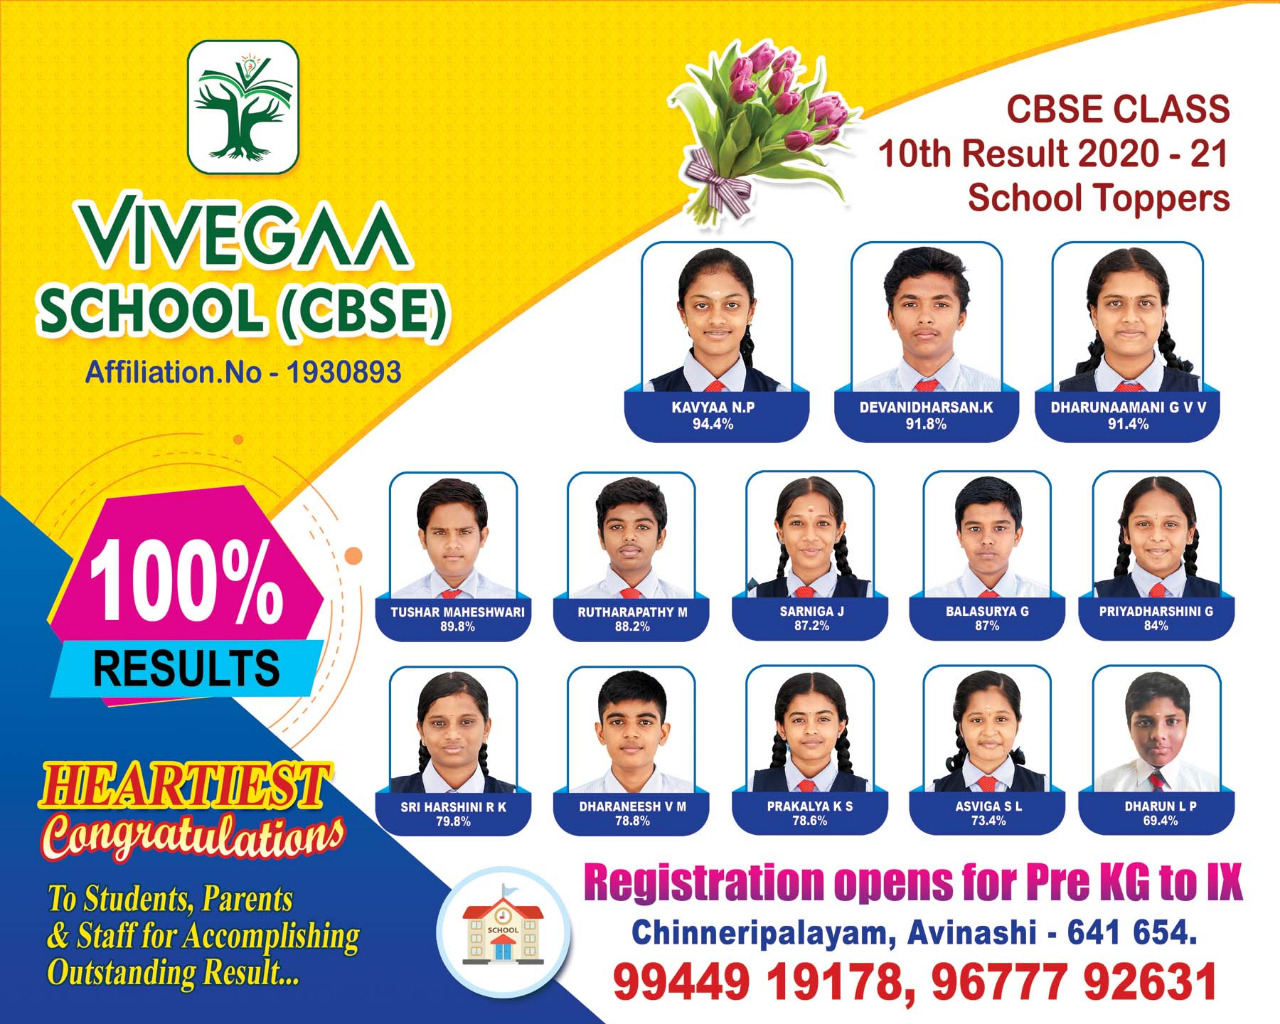 VIVEGAA
SCHOOL (CBSE)
Affiliation.No - 1930893
CBSE CLASS
10th Result 2020 - 21
School Toppers
KAVYAA N.P
94.4%
DEVANIDHARSAN.K
91.8%
DHARUNAAMANI G V V
91.4%
100%
RESULTS
TUSHAR MAHESHWARI
89.8%
RUTHARAPATHY M
88.2%
SARNIGA J
87.2%
BALASURYA G
87%
PRIYADHARSHINI G
84%
SRI HARSHINI R K
79.8%
DHARANEESH V M
78.8%
PRAKALYA K S
78.6%
ASVIGA S L
73.4%
DHARUN L P
69.4%
HEARTIEST
Congratulations
To Students, Parents
& Staff for Accomplishing
Outstanding Result...
SCHOOL
Registration opens for Pre KG to IX
Chinneripalayam, Avinashi - 641 654.
99449 19178, 96777 92631